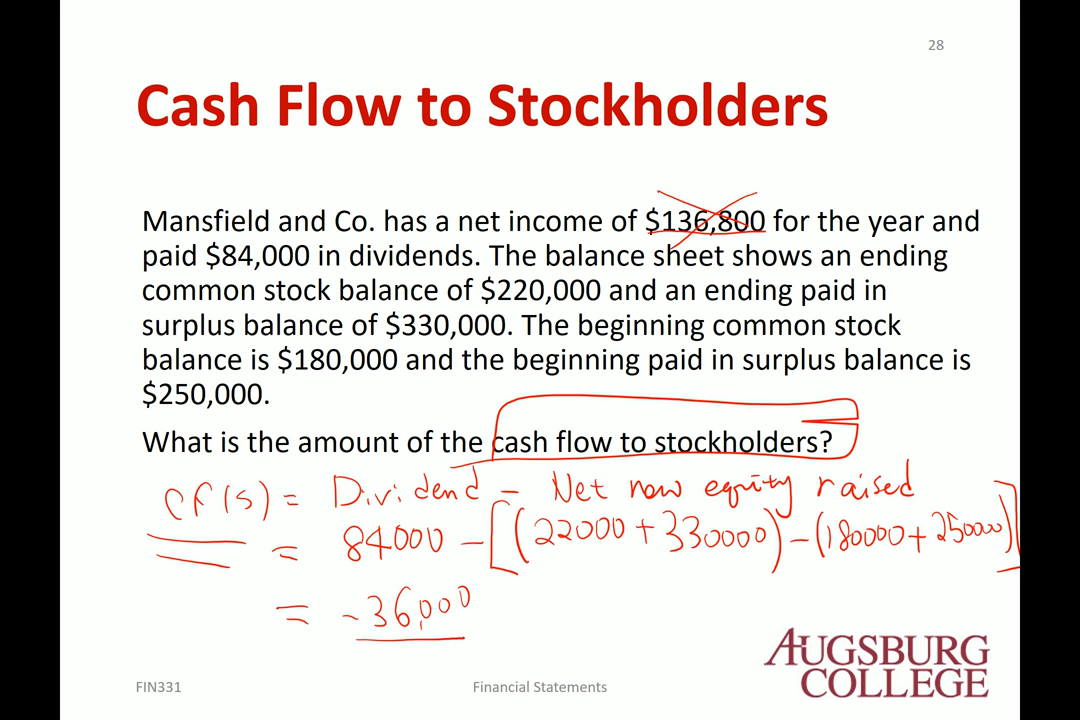 28
Cash Flow to Stockholders
Mansfield and Co. has a net income of $136,800 for the year and
paid $84,000 in dividends. The balance sheet shows an ending
common stock balance of $220,000 and an ending paid in
surplus balance of $330,000. The beginning common stock
balance is $180,000 and the beginning paid in surplus balance is
$250,000.
What is the amount of the cash flow to stockholders?
CF(S) = Dividend - Net new equity raised
= 84000 - [(22000 + 330000) - (180000 + 250000)]
= -36,000
AUGSBURG
COLLEGE
FIN331 Financial Statements